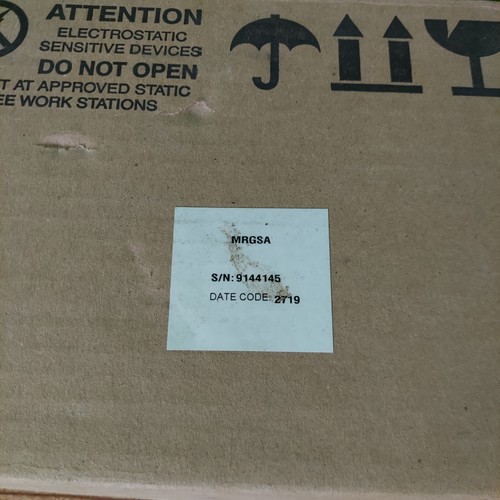 ATTENTION
ELECTROSTATIC
SENSITIVE DEVICES
DO NOT OPEN
T AT APPROVED STATIC
EE WORK STATIONS
MRGSA
S/N: 9144145
DATE CODE: 2719